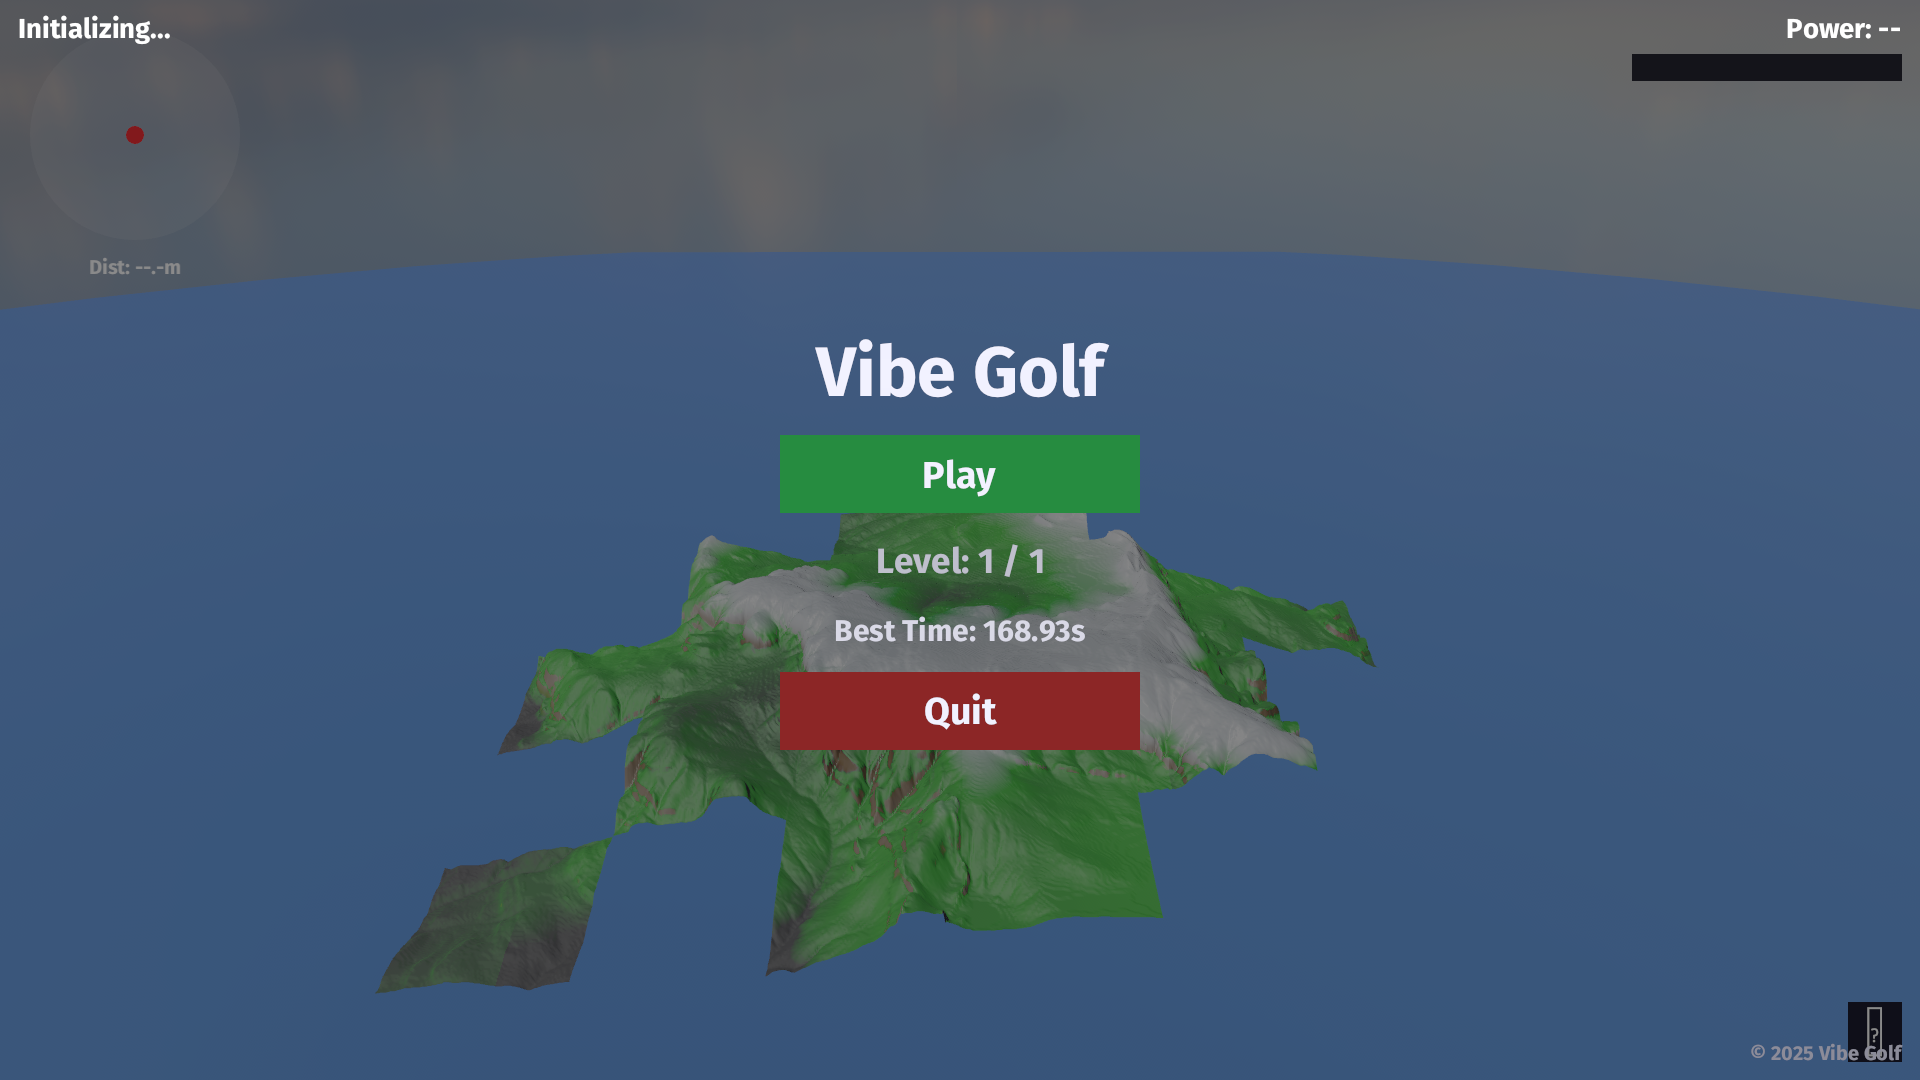 Initializing...
Power: --
Dist: --.-m
Vibe Golf
Play
Level: 1 / 1
Best Time: 168.93s
Quit
?
© 2025 Vibe Golf